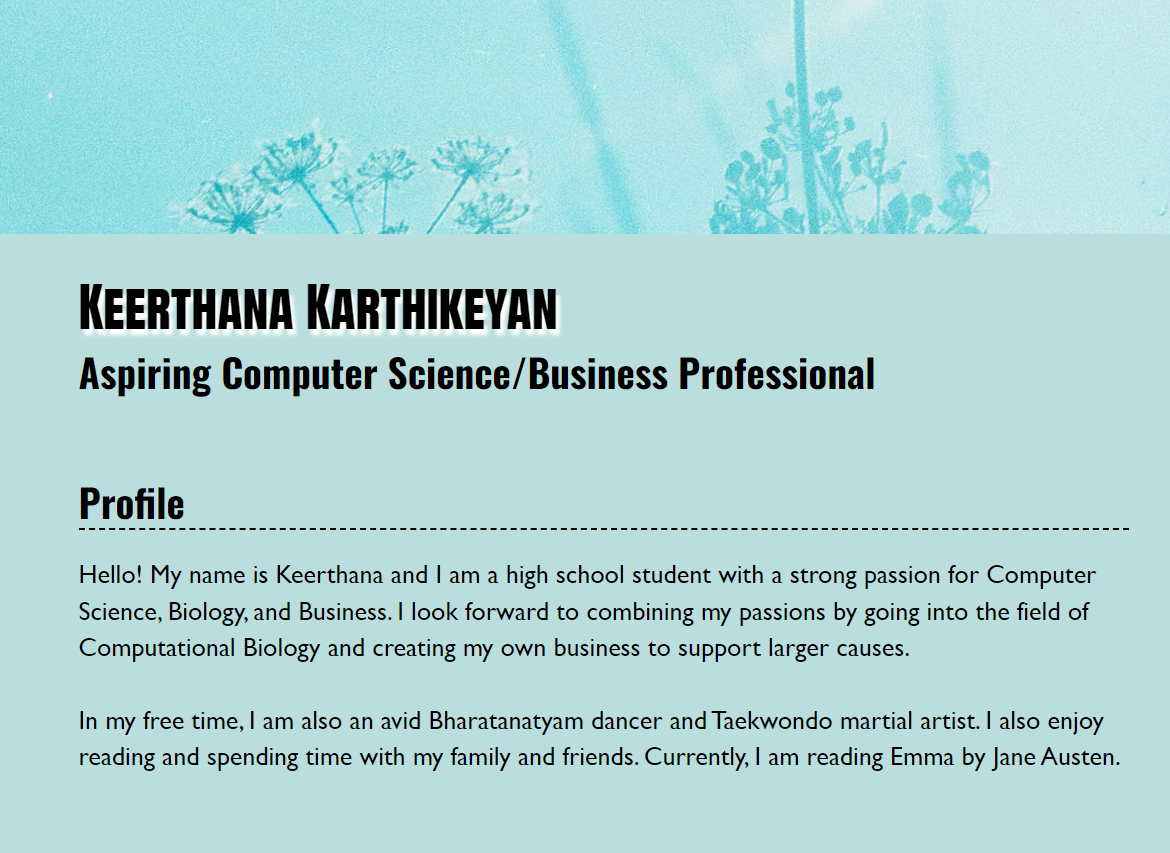 Keerthana Karthikeyan
Aspiring Computer Science/Business Professional
Profile
Hello! My name is Keerthana and I am a high school student with a strong passion for Computer
Science, Biology, and Business. I look forward to combining my passions by going into the field of
Computational Biology and creating my own business to support larger causes.
In my free time, I am also an avid Bharatanatyam dancer and Taekwondo martial artist. I also enjoy
reading and spending time with my family and friends. Currently, I am reading Emma by Jane Austen.